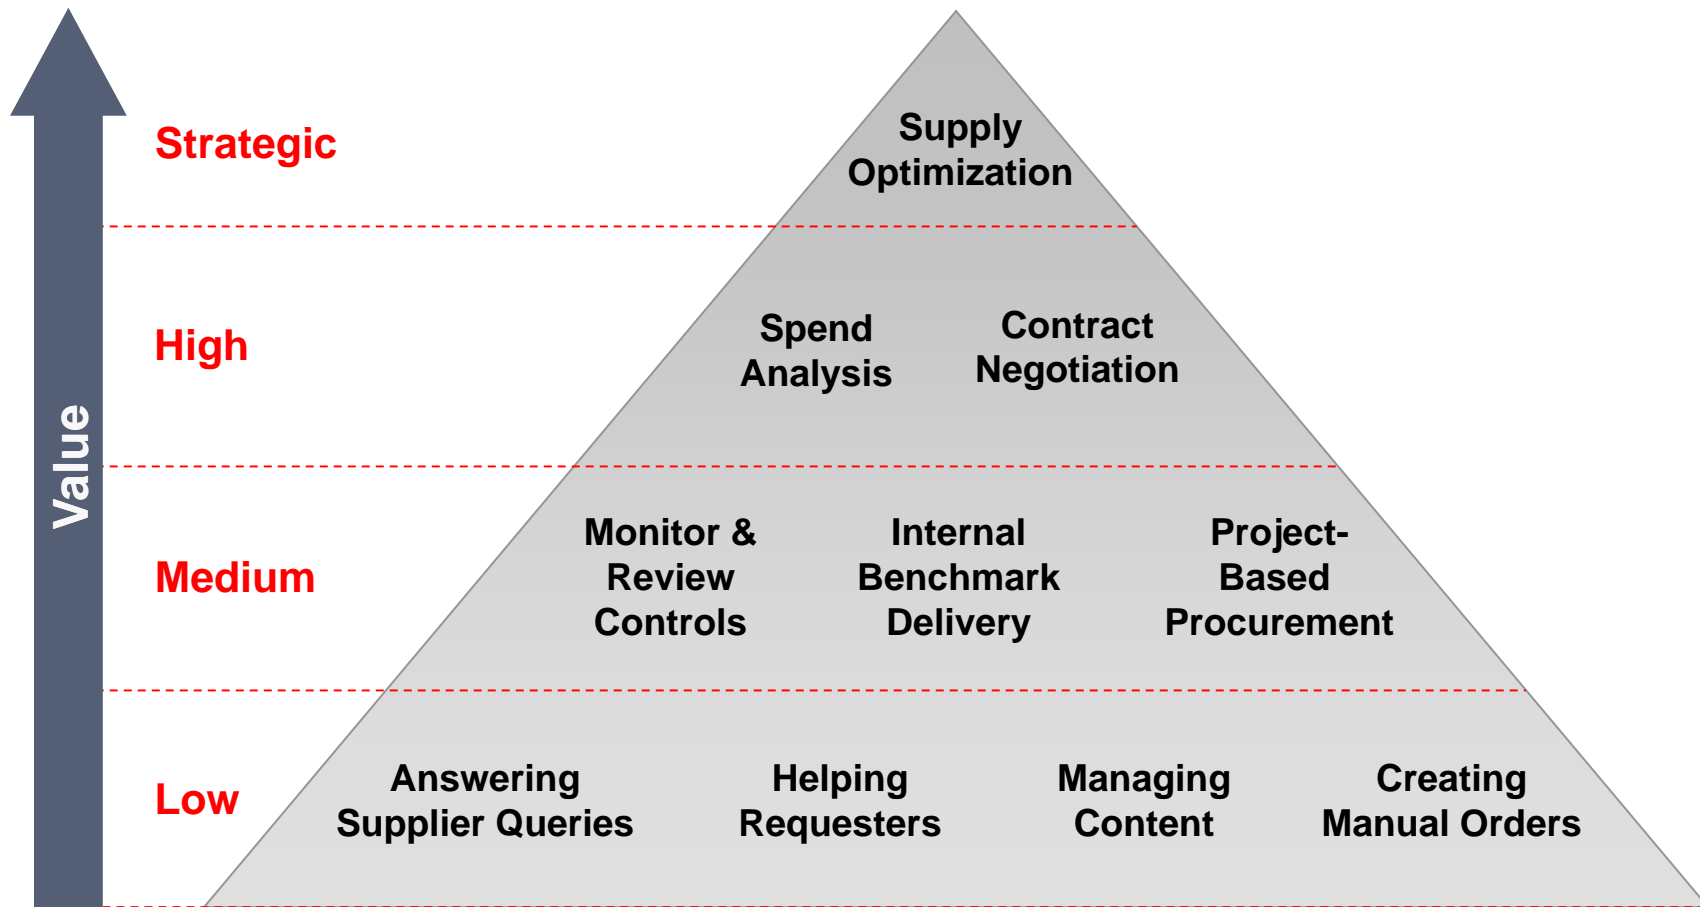 Strategic
Supply
Optimization
High
Spend
Analysis
Contract
Negotiation
Value
Medium
Monitor &
Review
Controls
Internal
Benchmark
Delivery
Project-
Based
Procurement
Low
Answering
Supplier Queries
Helping
Requesters
Managing
Content
Creating
Manual Orders